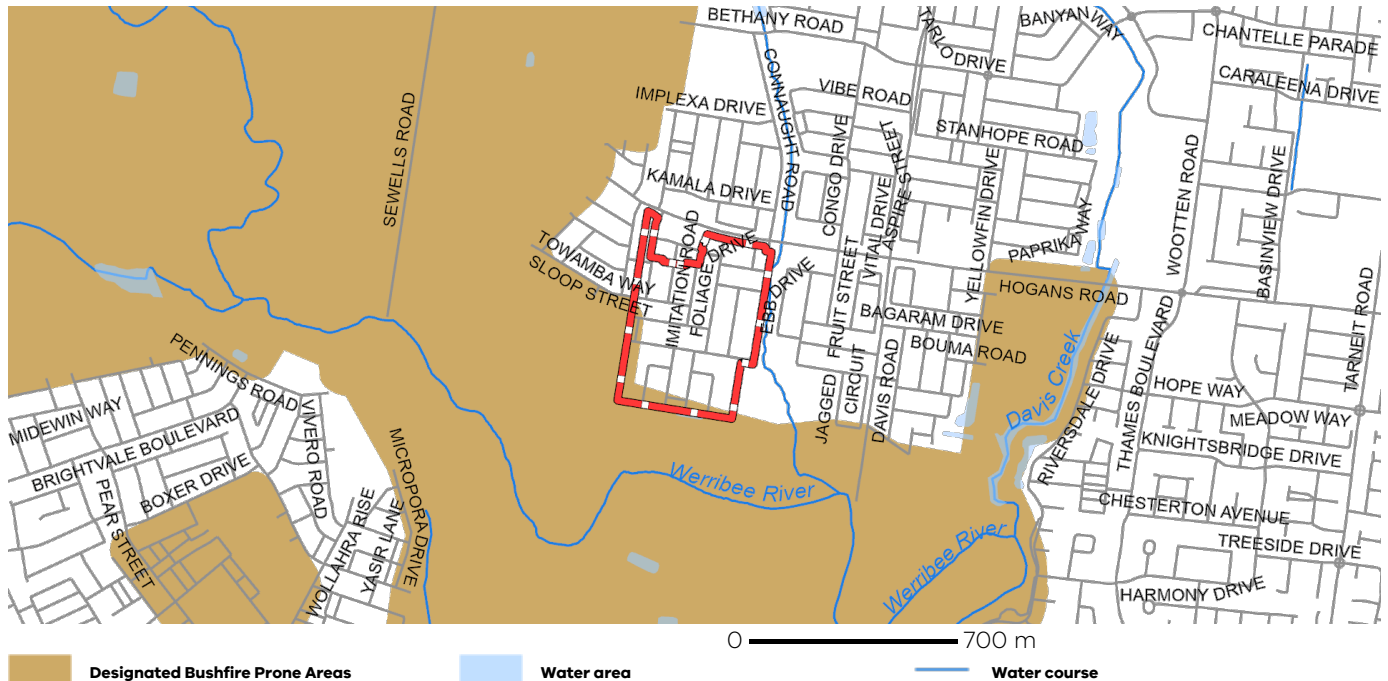 BETHANY ROAD
TARLO DRIVE
BANYAN WAY
CHANTELLE PARADE
CARALEENA DRIVE
CONNAUGHT ROAD
VIBE ROAD
IMPLEXA DRIVE
SEWELLS ROAD
STANHOPE ROAD
CONGO DRIVE
ASPIRE STREET
YELLOWFIN DRIVE
WOOTTEN ROAD
BASINVIEW DRIVE
KAMALA DRIVE
VITAL DRIVE
PAPRIKA WAY
TOWAMBA WAY
SLOOP STREET
IMITATION ROAD
FOLIAGE DRIVE
EBB DRIVE
FRUIT STREET
HOGANS ROAD
BAGARAM DRIVE
BOUMA ROAD
TARNEIT ROAD
PENNINGS ROAD
MIDEWIN WAY
BRIGHTVALE BOULEVARD
VIVERO ROAD
MICROPORA DRIVE
JAGGED CIRCUIT
DAVIS ROAD
Davis Creek
RIVERSDALE DRIVE
THAMES BOULEVARD
HOPE WAY
MEADOW WAY
KNIGHTSBRIDGE DRIVE
BOXER DRIVE
PEAR STREET
WOLLAHRA RISE
YASIR LANE
Werribee River
Werribee River
CHESTERTON AVENUE
TREESIDE DRIVE
HARMONY DRIVE
0 700 m
Designated Bushfire Prone Areas
Water area
Water course